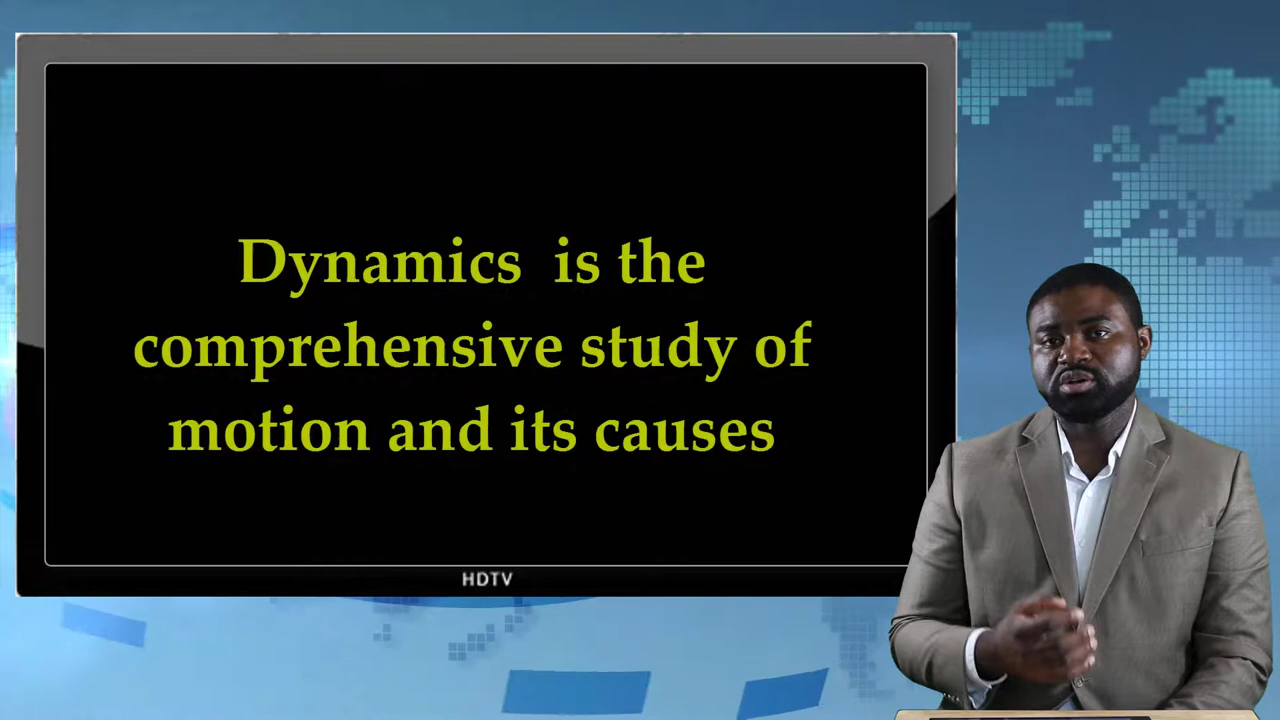 Dynamics is the
comprehensive study of
motion and its causes
HDTV